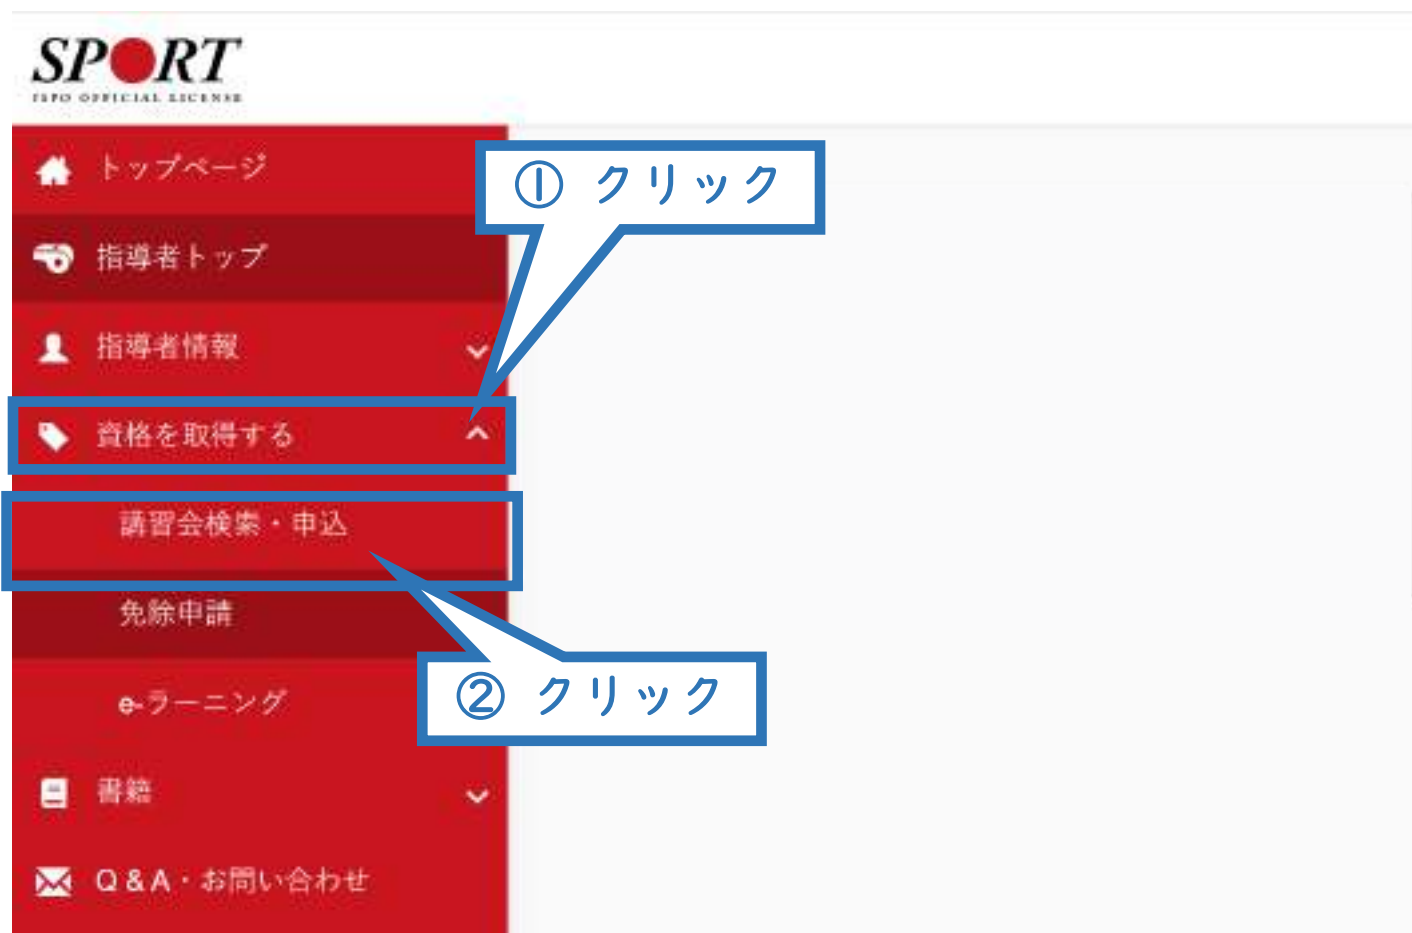 SPORT
JSPO OFFICIAL LICENSE
トップページ
① クリック
指導者トップ
指導者情報
資格を取得する
講習会検索・申込
免除申請
② クリック
e-ラーニング
書籍
Q&A・お問い合わせ